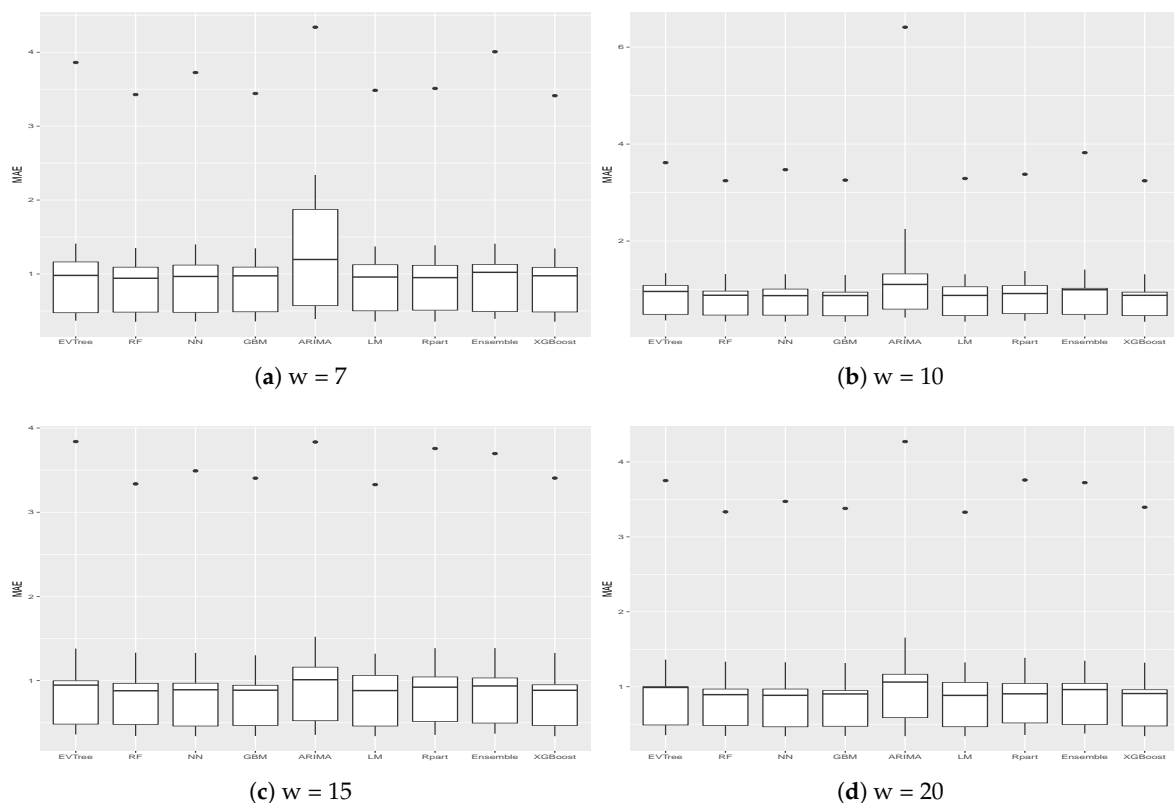 4
3
2
1
MAE
EVTree RF NN GBM ARIMA LM Rpart Ensemble XGBoost
(a) w = 7
6
4
2
MAE
EVTree RF NN GBM ARIMA LM Rpart Ensemble XGBoost
(b) w = 10
4
3
2
1
MAE
EVTree RF NN GBM ARIMA LM Rpart Ensemble XGBoost
(c) w = 15
4
3
2
1
MAE
EVTree RF NN GBM ARIMA LM Rpart Ensemble XGBoost
(d) w = 20